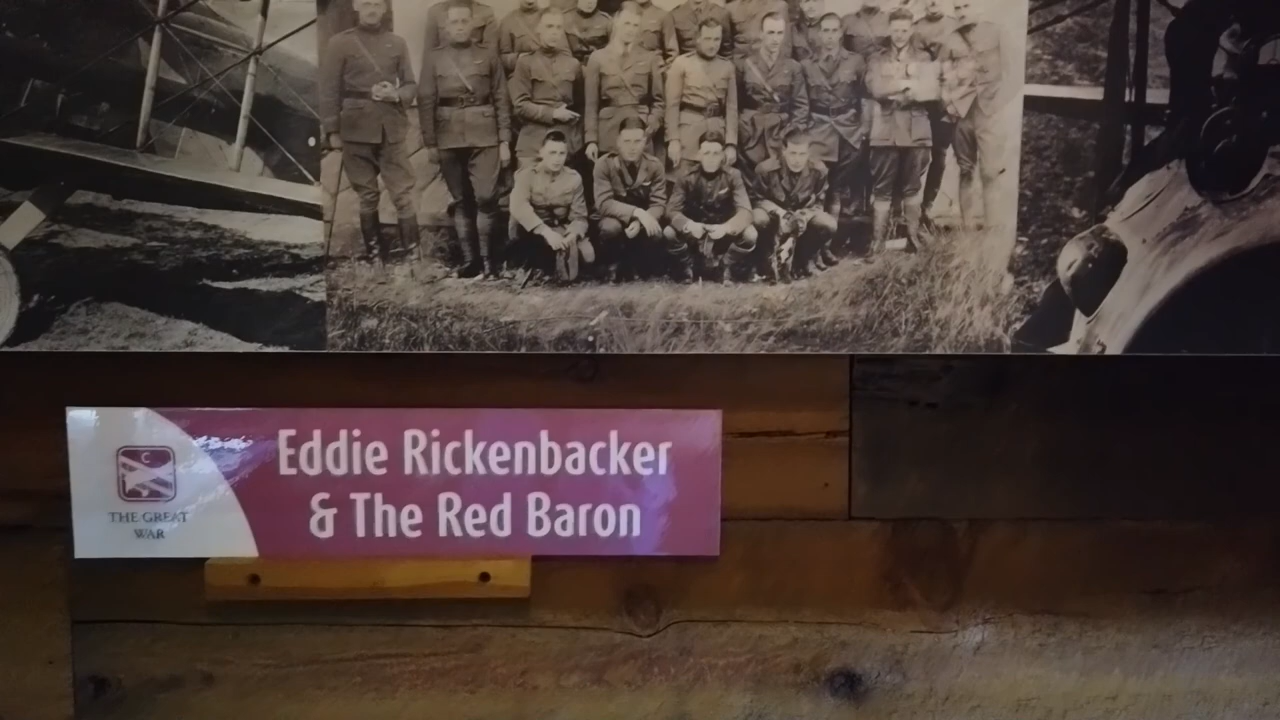 Eddie Rickenbacker
& The Red Baron
C
THE GREAT
WAR